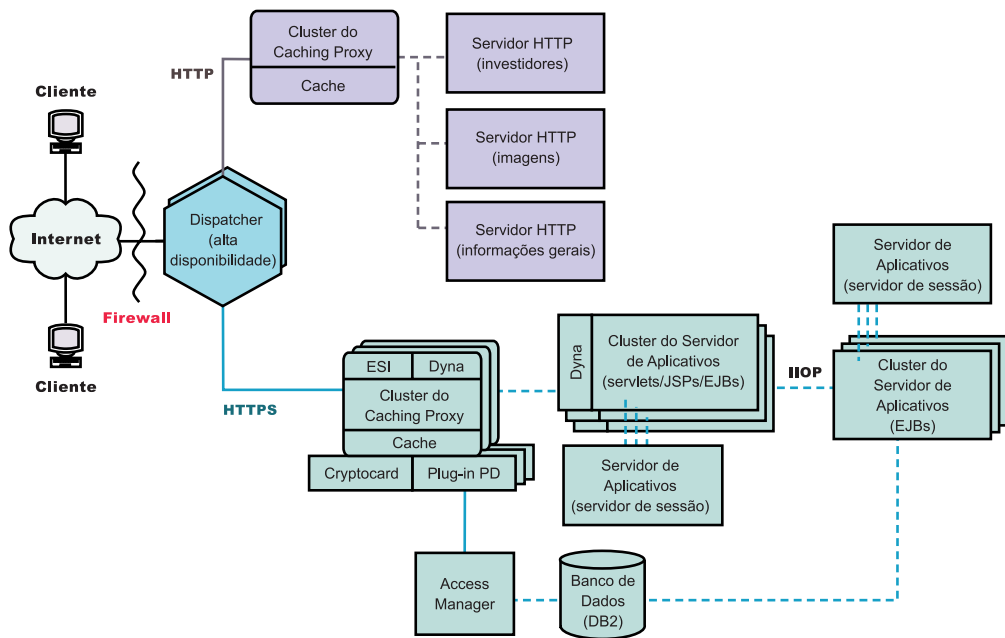 Cliente
Internet
Cliente
Firewall
Dispatcher
(alta
disponibilidade)
HTTP
Cluster do
Caching Proxy
Cache
Servidor HTTP
(investidores)
Servidor HTTP
(imagens)
Servidor HTTP
(informações gerais)
HTTPS
ESI
Dyna
Cluster do
Caching Proxy
Cache
Cryptocard
Plug-in PD
Dyna
Cluster do Servidor
de Aplicativos
(servlets/JSPs/EJBs)
Servidor de
Aplicativos
(servidor de sessão)
IIOP
Servidor de
Aplicativos
(servidor de sessão)
Cluster do
Servidor de
Aplicativos
(EJBs)
Access
Manager
Banco de
Dados
(DB2)